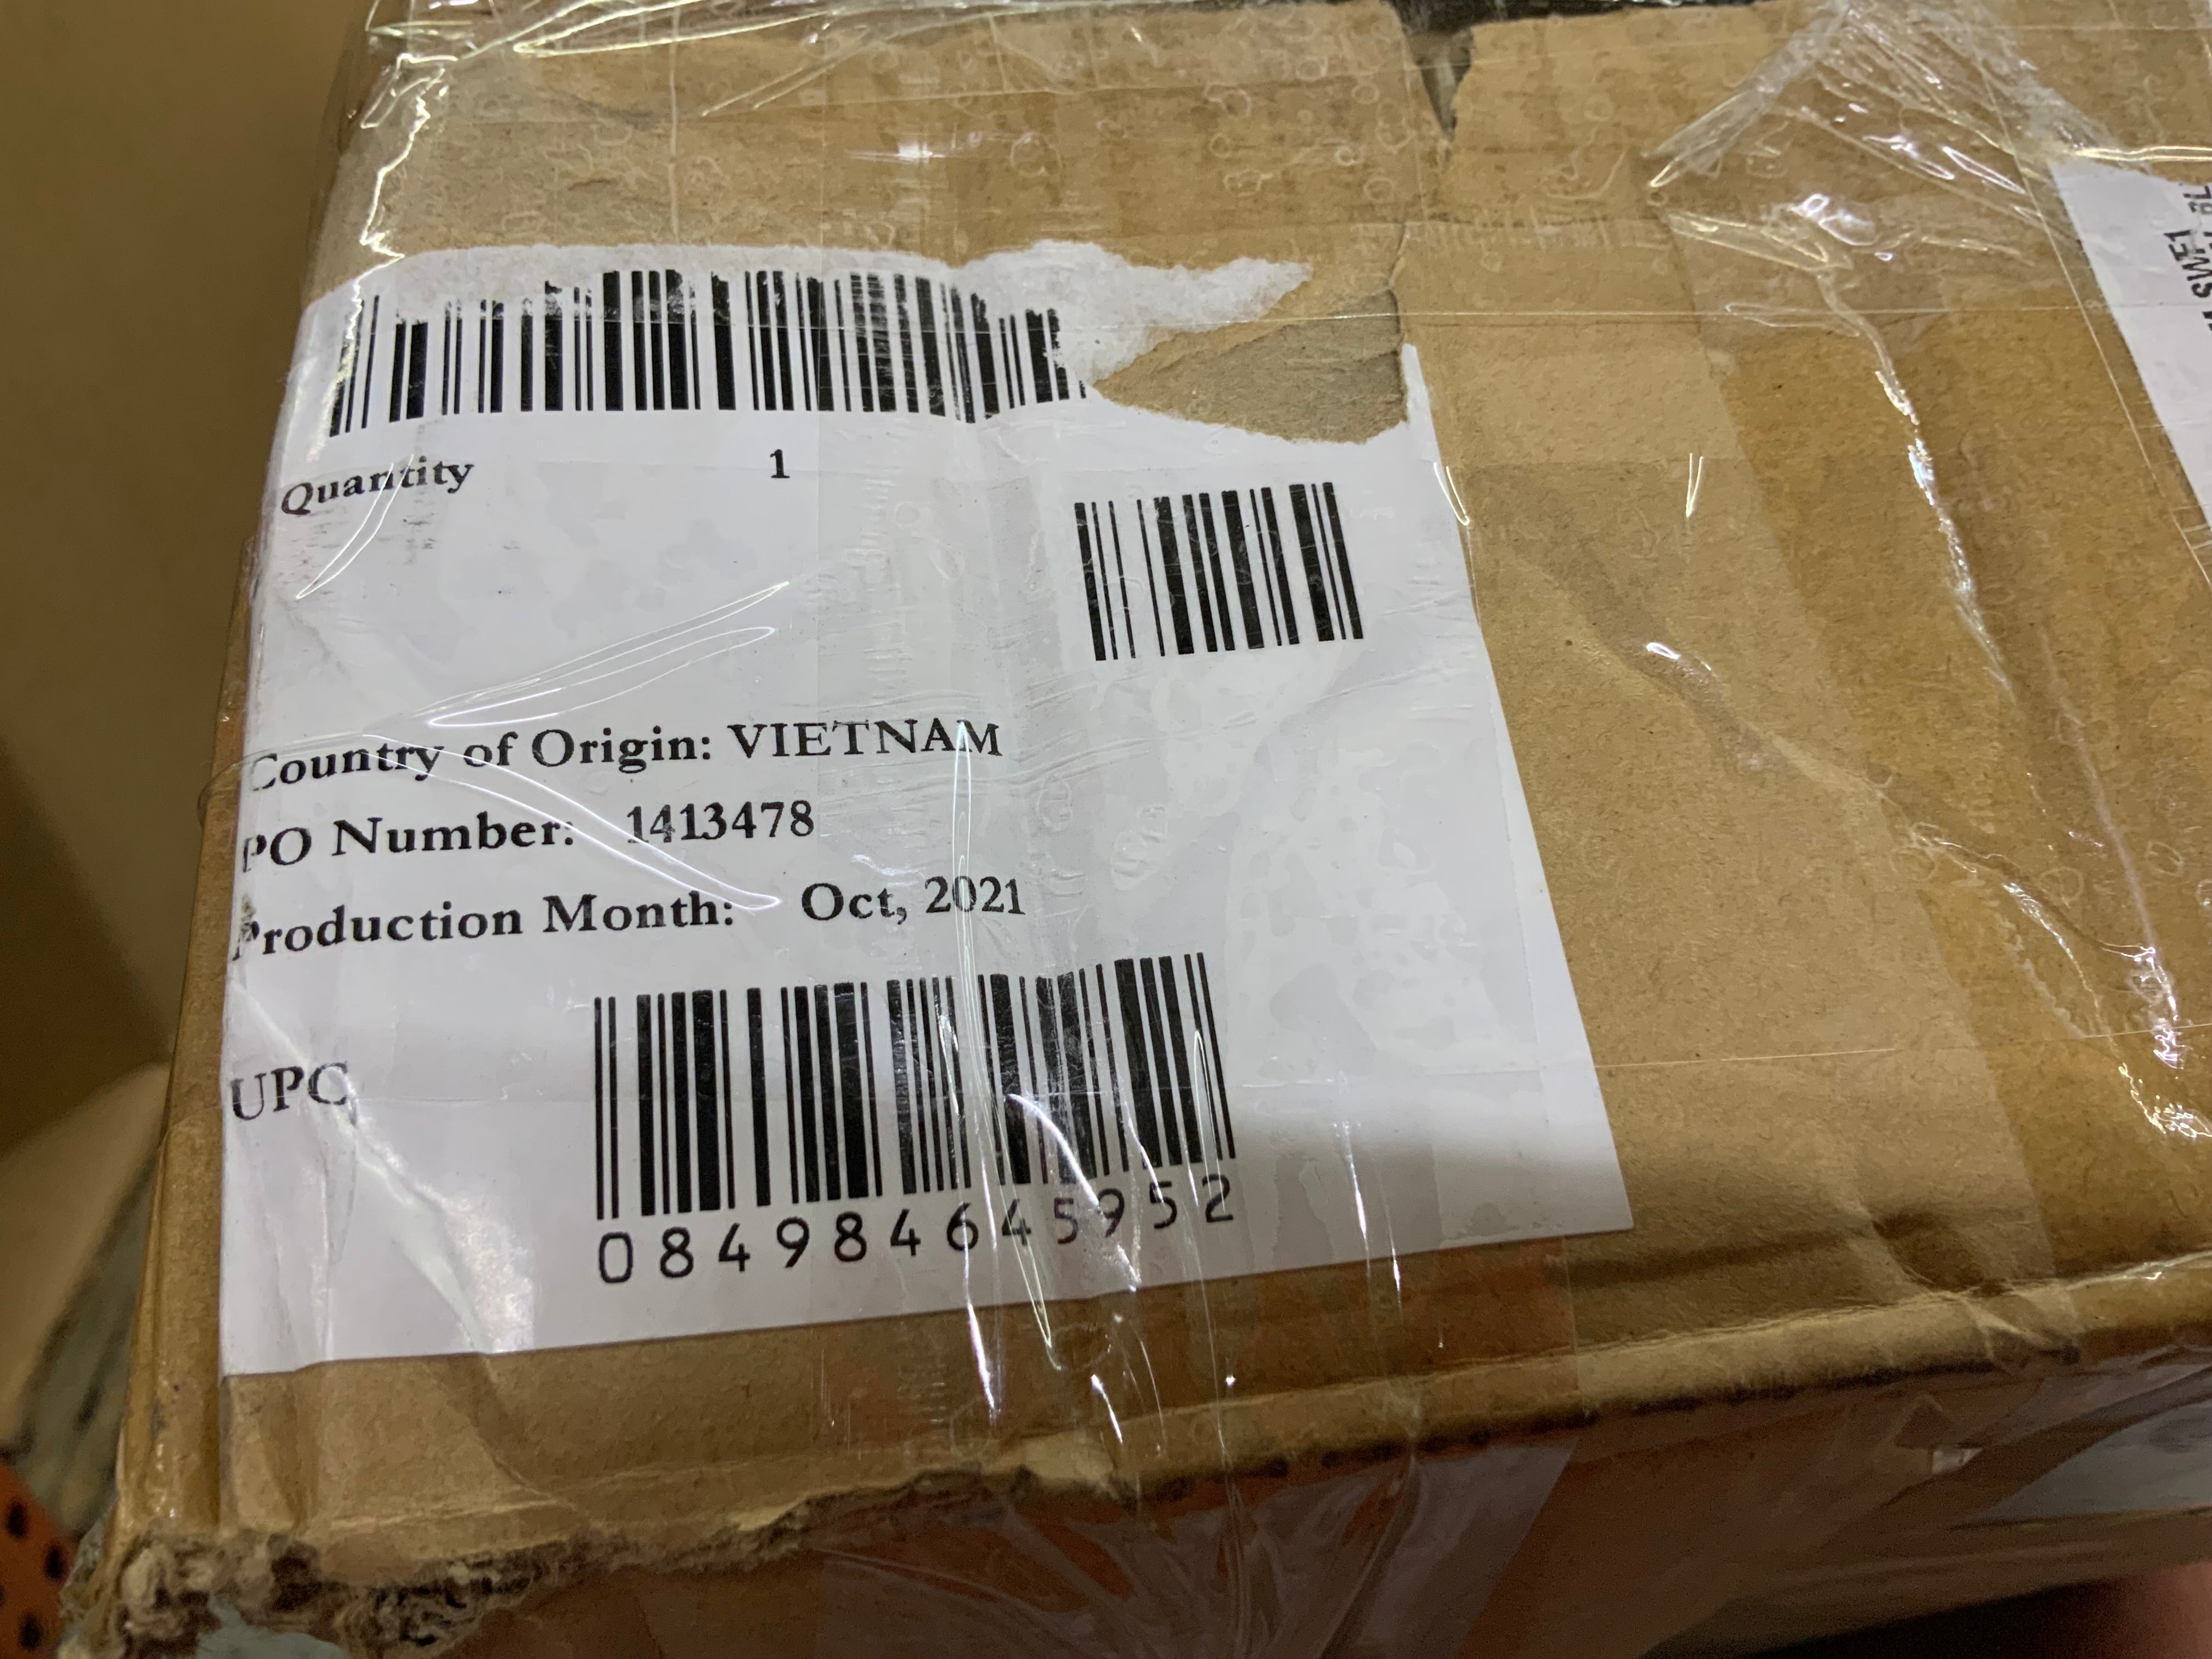 Quantity 1
Country of Origin: VIETNAM
PO Number: 1413478
Production Month: Oct, 2021
UPC
084984645952